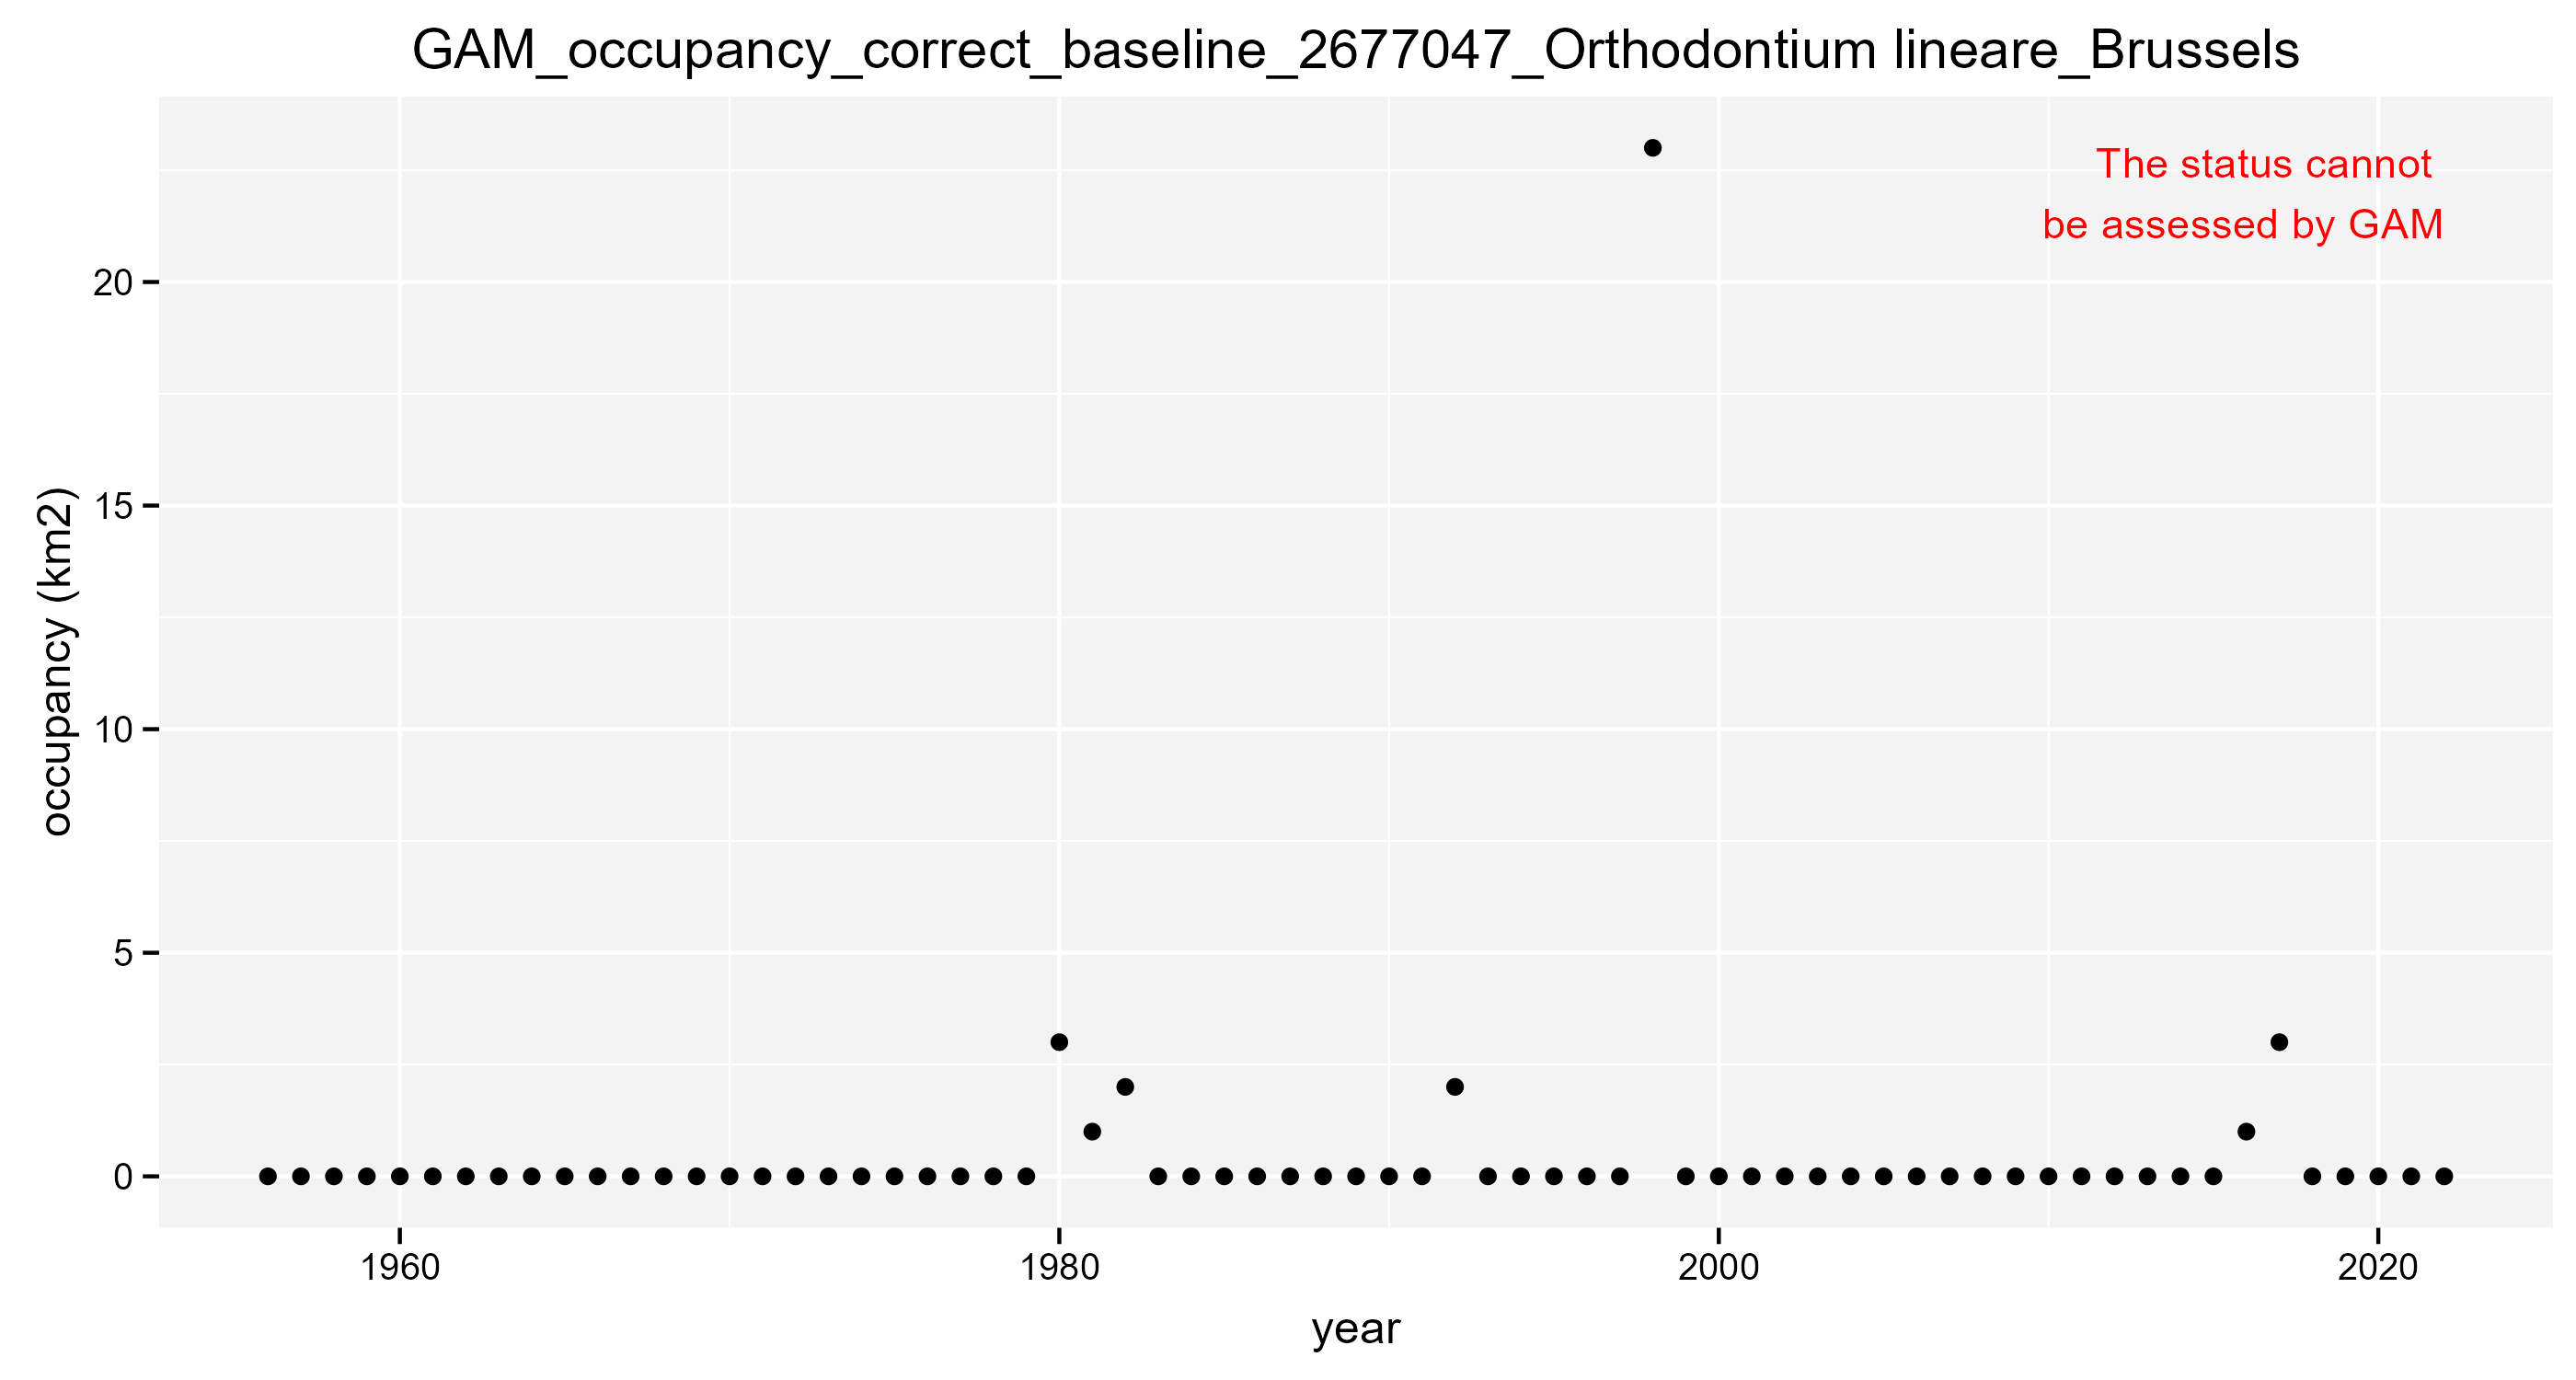 GAM_occupancy_correct_baseline_2677047_Orthodontium lineare_Brussels
The status cannot
be assessed by GAM
20
15
10
5
0
occupancy (km2)
1960 1980 2000 2020
year